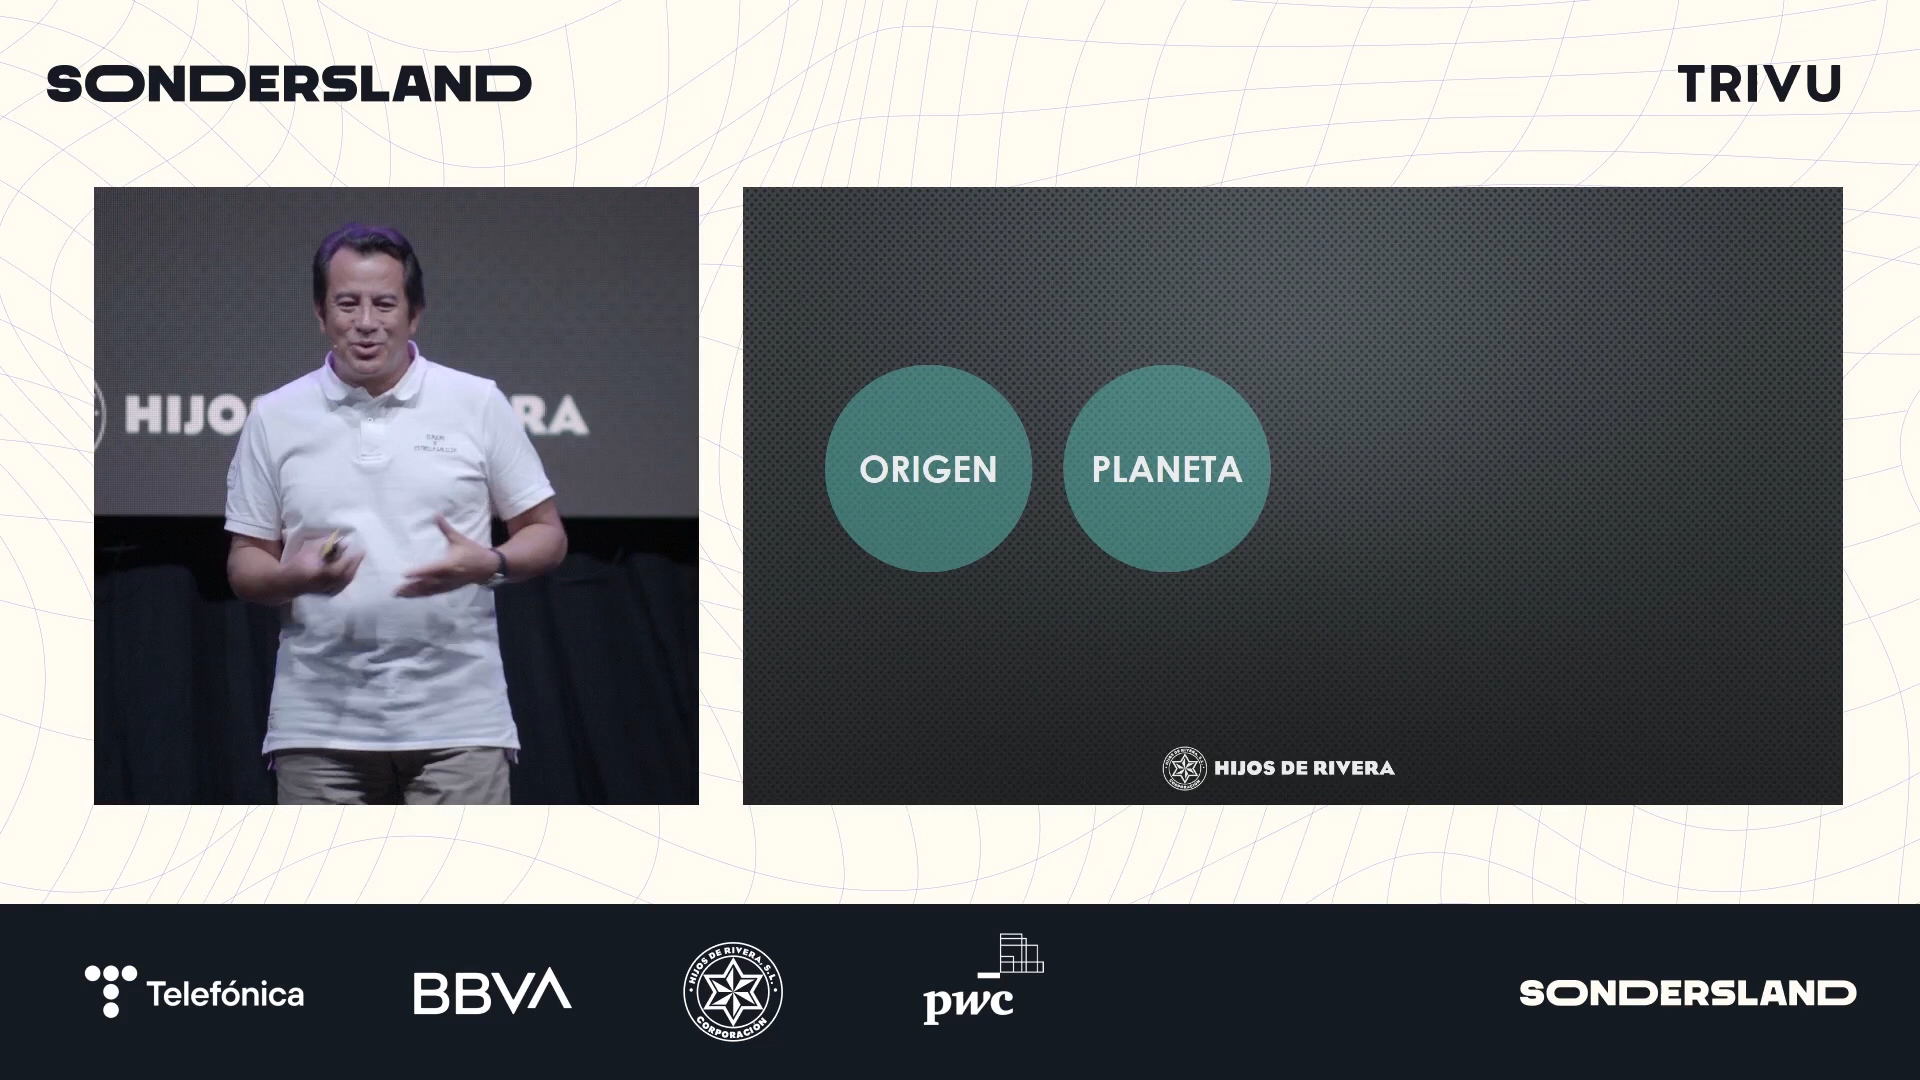 SONDERSLAND
TRIVU
HIJOS
RA
ORIGEN
PLANETA
HIJOS DE RIVERA
Telefónica
BBVA
HIJOS DE RIVERA, S.L.
CORPORACIÓN
pwc
SONDERSLAND